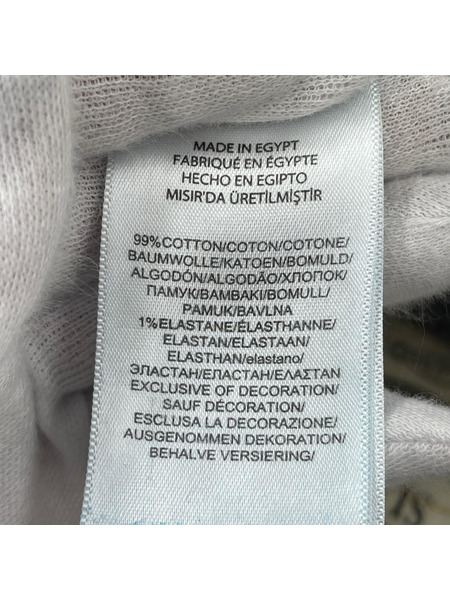 MADE IN EGYPT
FABRIQUÉ EN ÉGYPTE
HECHO EN EGIPTO
MISIR'DA ÜRETİLMİŞTİR
99%COTTON/COTON/COTONE/
BAUMWOLLE/KATOEN/BOMULD/
ALGODÓN/ALGODÃO/ХЛОПОК/
ПАМУК/BAMBAKI/BOMULL/
PAMUK/BAVLNA
1%ELASTANE/ÉLASTHANNE/
ELASTAN/ELASTAAN/
ELASTHAN/elastano/
ЭЛАСТАН/ЕЛАСТАН/ΕΛΑΣΤΑΝ
EXCLUSIVE OF DECORATION/
SAUF DÉCORATION/
ESCLUSA LA DECORAZIONE/
AUSGENOMMEN DEKORATION/
BEHALVE VERSIERING/